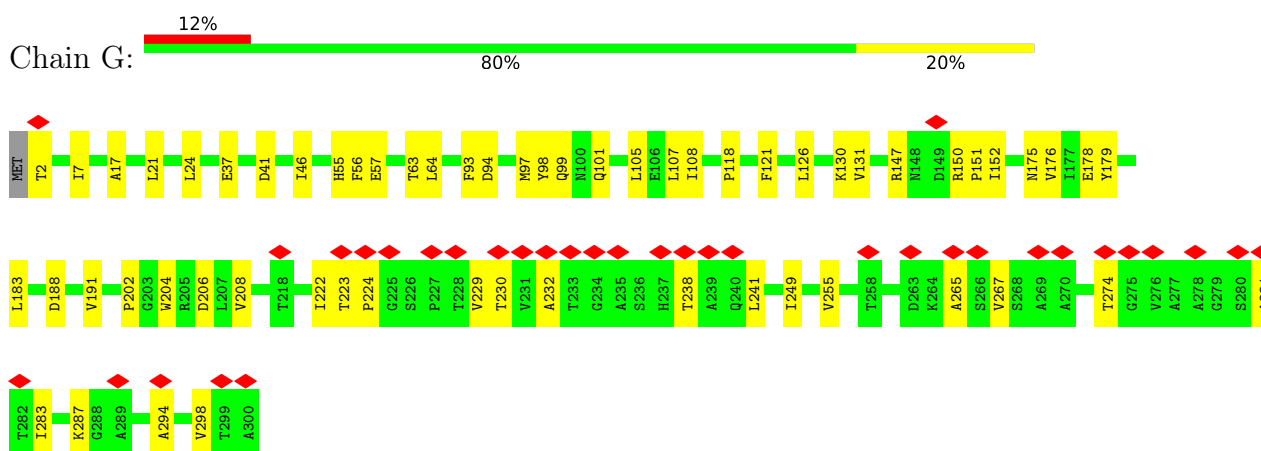 12%
Chain G:
80% 20%
MET T2 I7 A17 L21 L24 E37 D41 I46 H55 F56 E57 T63 L64 F93 D94 M97 Y98 Q99 N100 Q101 L105 E106 L107 I108 P118 F121 L126 K130 V131 R147 N148 D149 R150 P151 I152 N175 V176 I177 E178 Y179
L183 D188 V191 P202 G203 W204 R205 D206 L207 V208 T218 I222 T223 P224 G225 S226 P227 T228 V229 T230 V231 A232 T233 G234 A235 S236 H237 T238 A239 Q240 L241 I249 V255 T258 D263 K264 A265 S266 V267 S268 A269 A270 T274 G275 V276 A277 A278 G279 S280
T282 I283 K287 G288 A289 A294 V298 T299 A300